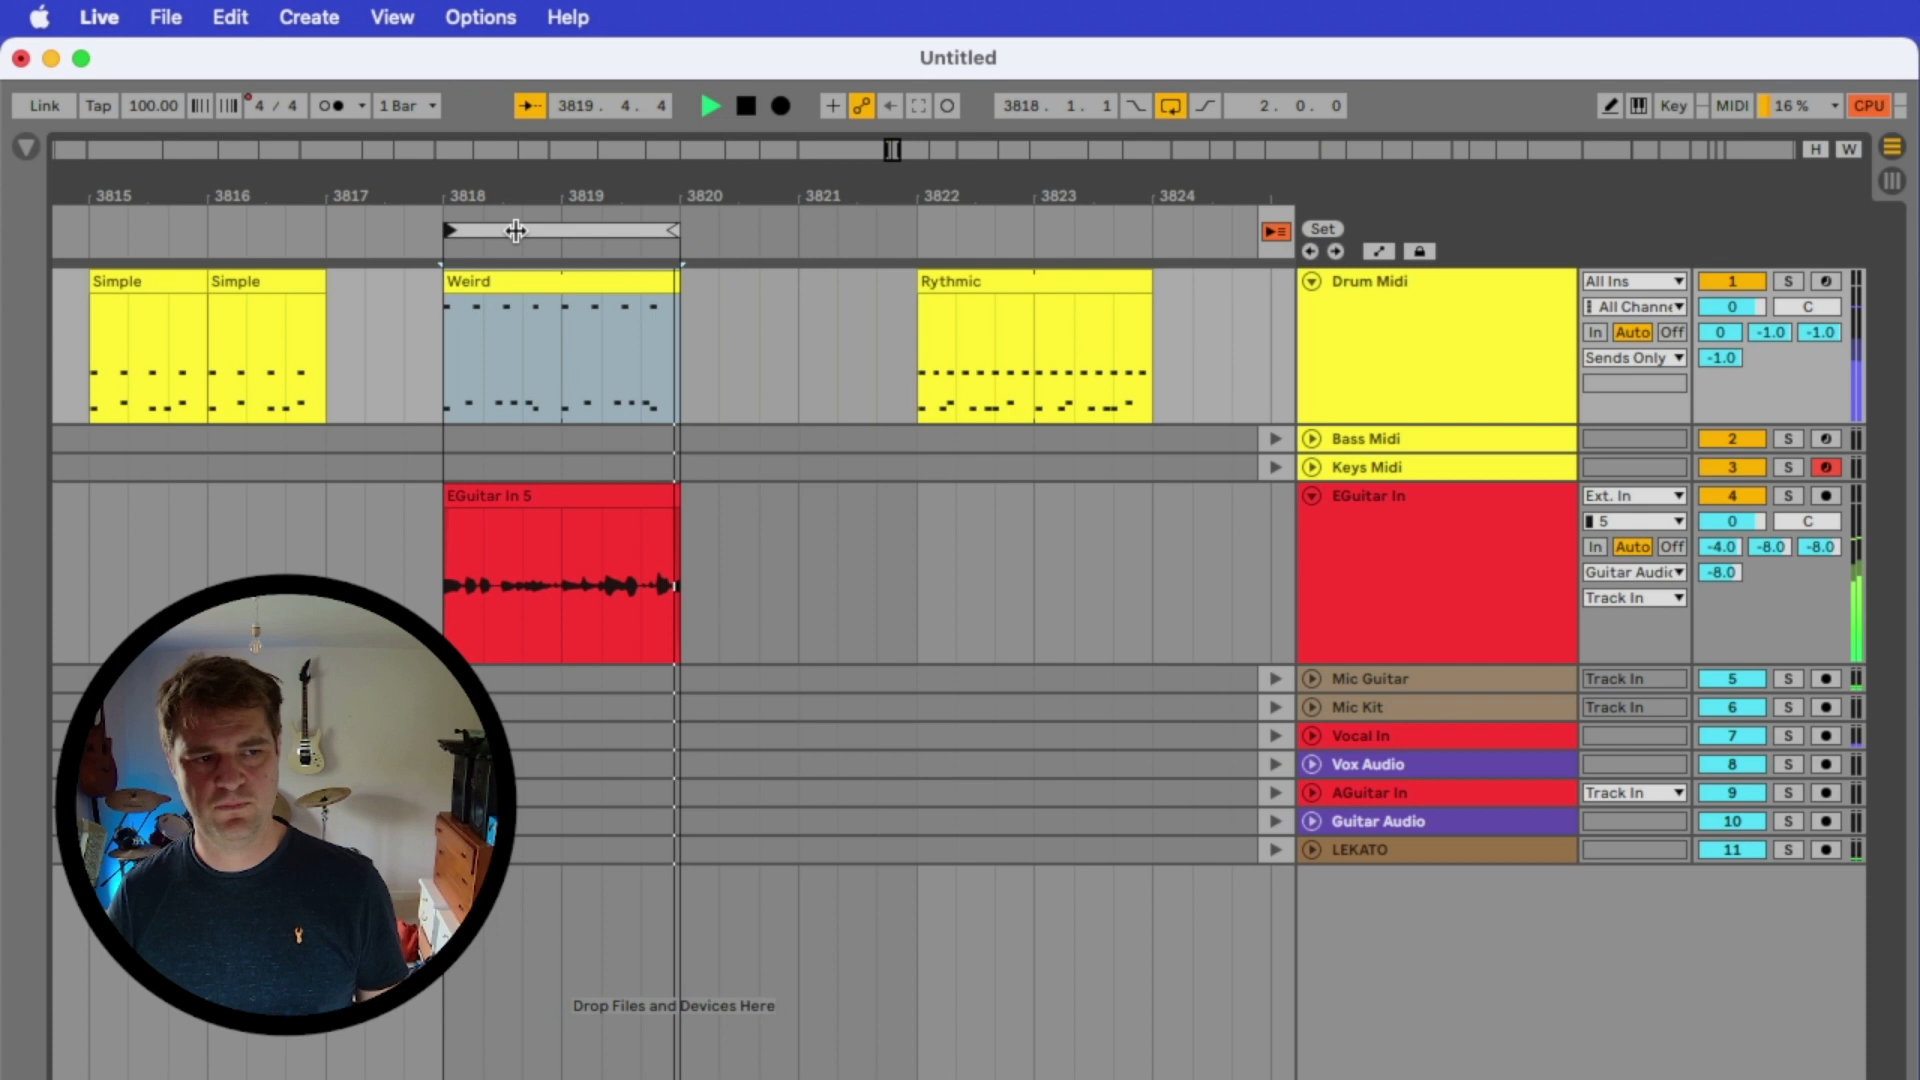 Live File Edit Create View Options Help
Untitled
Link Tap 100.00 4 / 4 1 Bar 3819. 4. 4 3818. 1. 1 2. 0. 0 Key MIDI 16 % CPU
H W
3815 3816 3817 3818 3819 3820 3821 3822 3823 3824
Set
Simple Simple Weird Rythmic Drum Midi All Ins 1 S
All Channe 0 C
In Auto Off 0 -1.0 -1.0
Sends Only -1.0
Bass Midi 2 S
Keys Midi 3 S
EGuitar In 5 EGuitar In Ext. In 4 S
5 0 C
In Auto Off -4.0 -8.0 -8.0
Guitar Audic -8.0
Track In
Mic Guitar Track In 5 S
Mic Kit Track In 6 S
Vocal In 7 S
Vox Audio 8 S
AGuitar In Track In 9 S
Guitar Audio 10 S
LEKATO 11 S
Drop Files and Devices Here